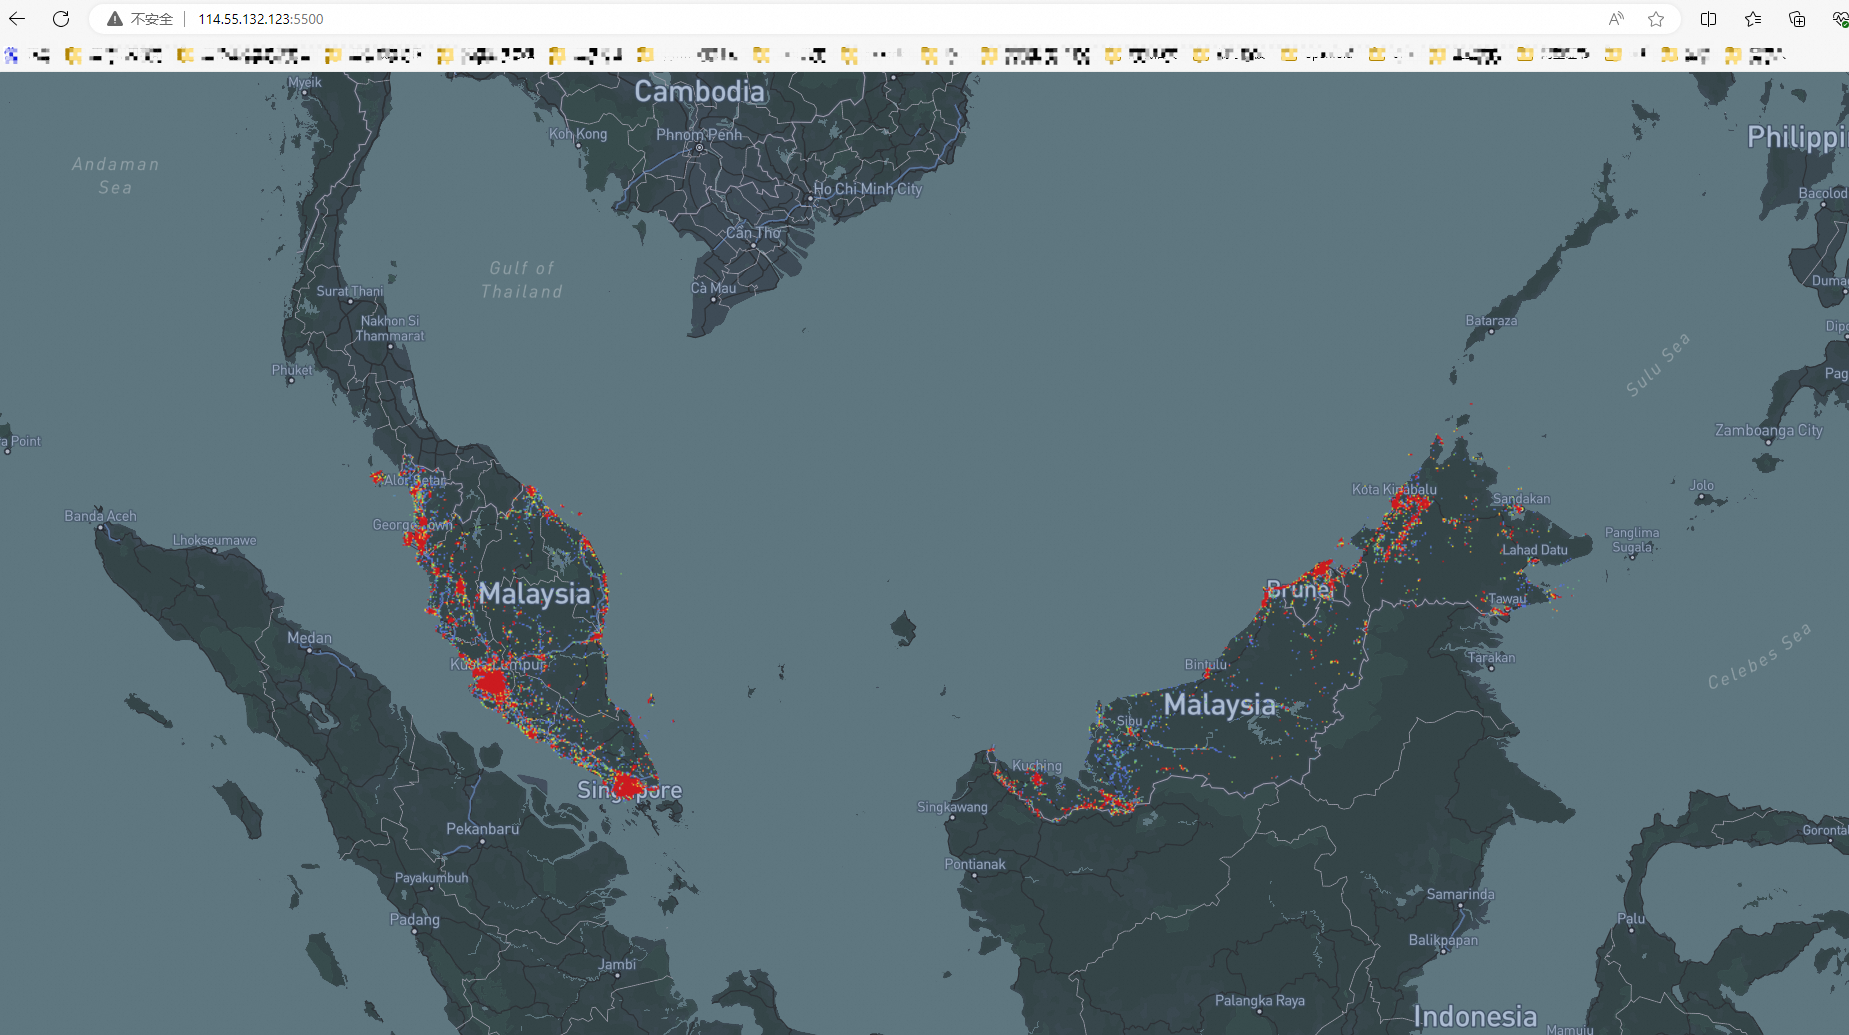 不安全
114.55.132.123:5500
Myeik
Cambodia
Koh Kong
Phnom Penh
Philippi
Andaman
Sea
Ho Chi Minh City
Bacolod
Cần Thơ
Gulf of
Thailand
Surat Thani
Cà Mau
Duma
Nakhon Si
Thammarat
Bataraza
Dipo
Sulu Sea
Phuket
Pag
a Point
Zamboanga City
Alor Setar
Kota Kinabalu
Sandakan
Jolo
Banda Aceh
George Town
Lhokseumawe
Panglima
Sugala
Lahad Datu
Malaysia
Brunei
Tawau
Medan
Kuala Lumpur
Bintulu
Tarakan
Celebes Sea
Malaysia
Sibu
Kuching
Singapore
Singkawang
Pekanbaru
Goronta
Pontianak
Payakumbuh
Samarinda
Padang
Palu
Balikpapan
Jambi
Palangka Raya
Indonesia
Mamuju